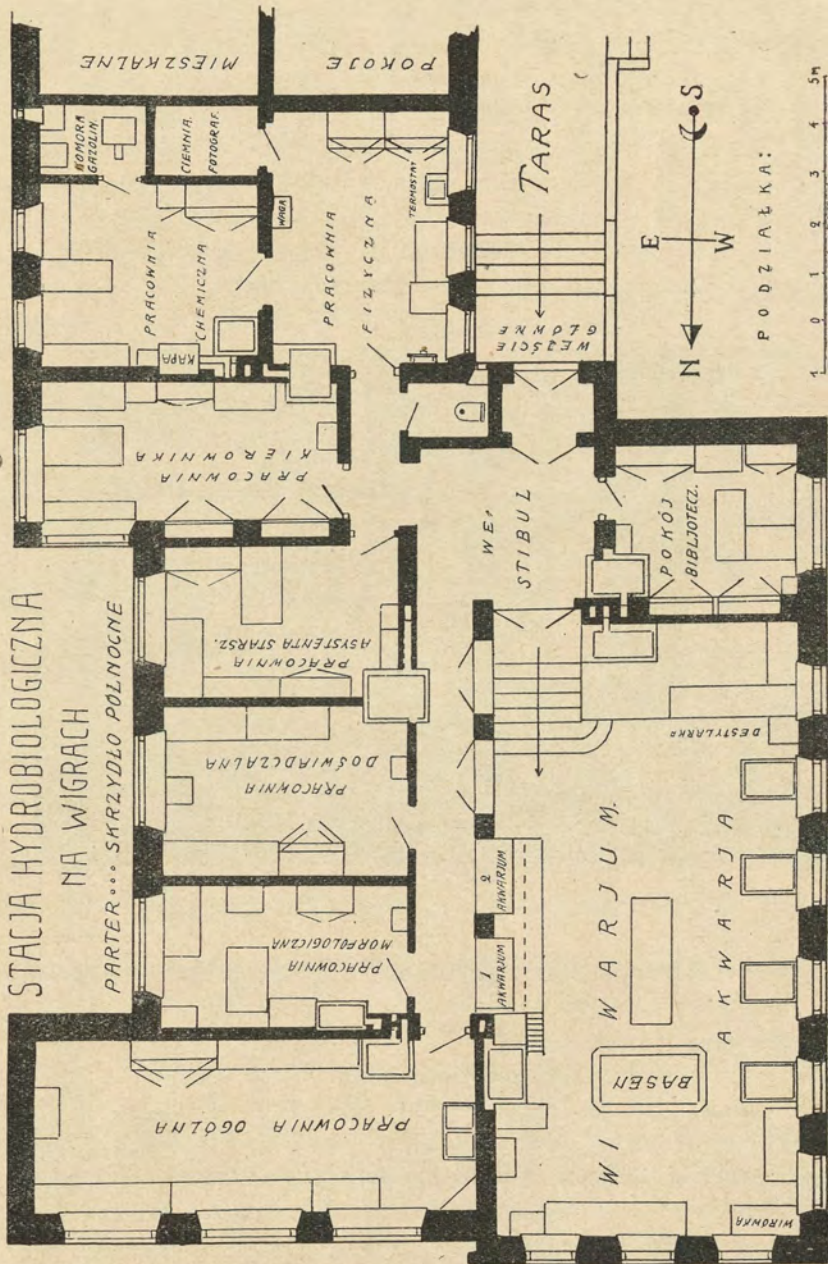 STACJA HYDROBIOLOGICZNA
NA WIGRACH
PARTER... SKRZYDŁO PÓŁNOCNE
MIESZKALNE
POKOJE
KOMORA
GAZOLIN.
CIEMNIA
FOTOGRAF.
PRACOWNIA
CHEMICZNA
KAPA
WAGA
PRACOWNIA
FIZYCZNA
TERMOSTAT
TARAS
WEJŚCIE
GŁÓWNE
N
E
W
S
PODZIAŁKA:
1 0 1 2 3 4 5m
PRACOWNIA
KIEROWNIKA
PRACOWNIA
ASYSTENTA STARSZ.
PRACOWNIA
DOŚWIADCZALNA
PRACOWNIA
MORFOLOGICZNA
PRACOWNIA OGÓLNA
WE-
STIBUL
POKÓJ
BIBLJOTECZ.
AKWARJUM
1
AKWARJUM
2
DESTYLARKA
WIWARJUM.
BASEN
AKWARJA
WIRÓWKA